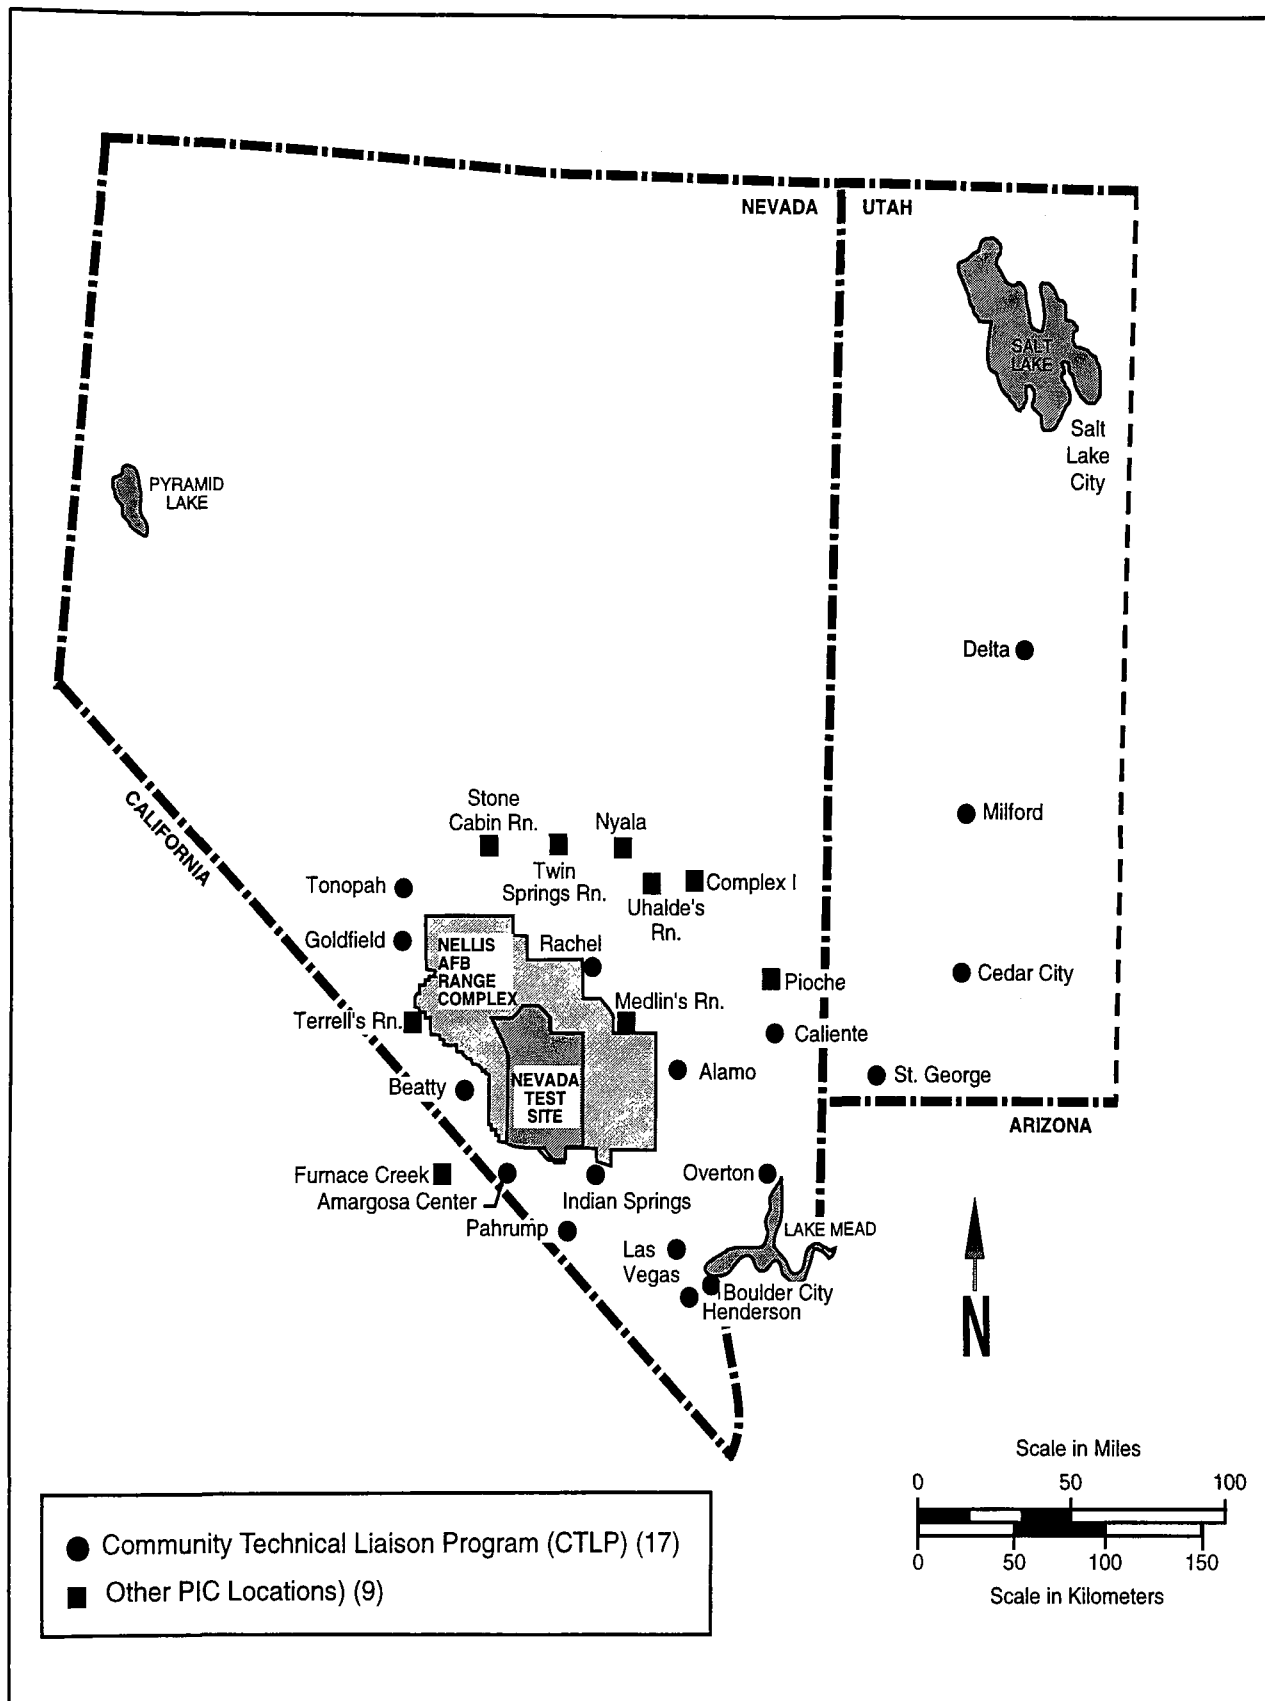 NEVADA
UTAH
SALT
LAKE
Salt
Lake
City
PYRAMID
LAKE
Delta
CALIFORNIA
Stone
Cabin Rn.
Nyala
Milford
Twin
Springs Rn.
Complex I
Tonopah
Uhalde's
Rn.
Goldfield
NELLIS
AFB
RANGE
COMPLEX
Rachel
Pioche
Cedar City
Medlin's Rn.
Terrell's Rn.
Caliente
Alamo
St. George
Beatty
NEVADA
TEST
SITE
ARIZONA
Furnace Creek
Overton
Amargosa Center
Indian Springs
Pahrump
LAKE MEAD
Las
Vegas
Boulder City
Henderson
N
Scale in Miles
0 50 100
0 50 100 150
Scale in Kilometers
Community Technical Liaison Program (CTLP) (17)
Other PIC Locations) (9)